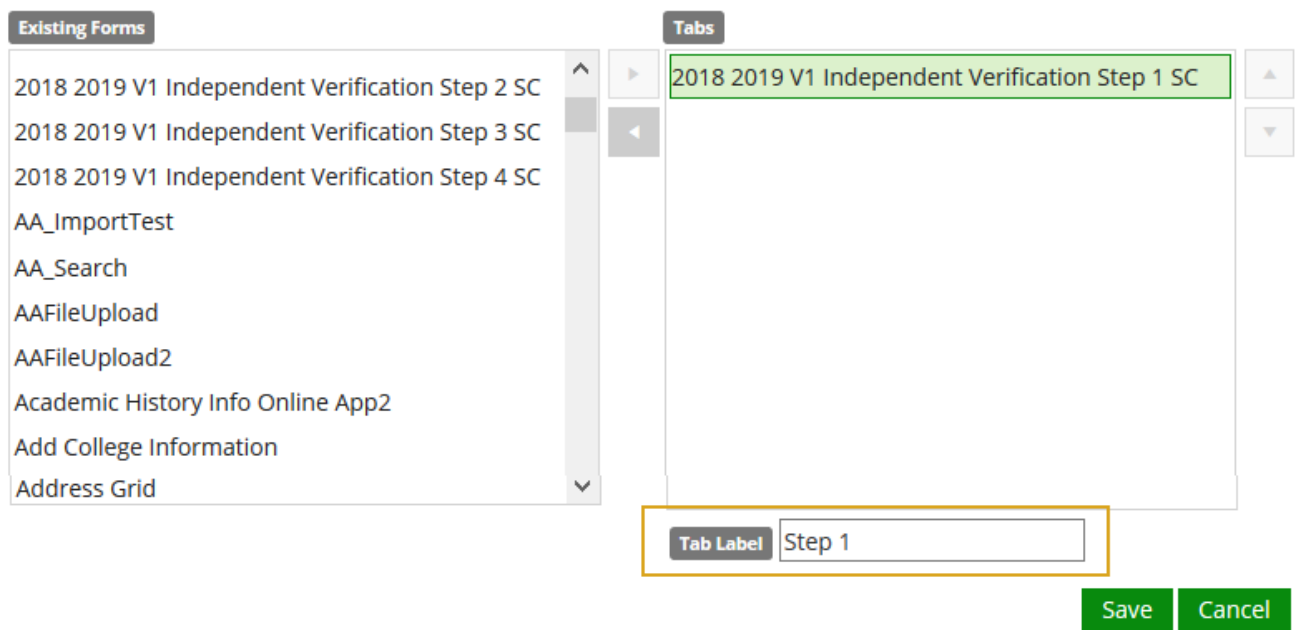 Existing Forms
2018 2019 V1 Independent Verification Step 2 SC
2018 2019 V1 Independent Verification Step 3 SC
2018 2019 V1 Independent Verification Step 4 SC
AA_ImportTest
AA_Search
AAFileUpload
AAFileUpload2
Academic History Info Online App2
Add College Information
Address Grid
Tabs
2018 2019 V1 Independent Verification Step 1 SC
Tab Label Step 1
Save Cancel